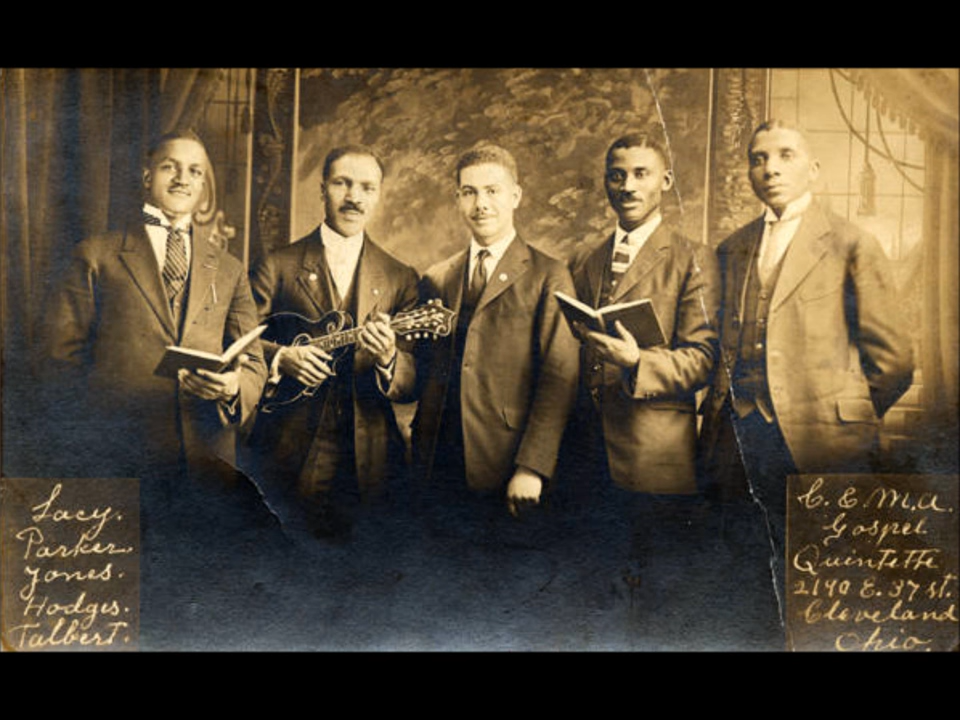 Lacy.
Parker.
Jones.
Hodges.
Talbert.
C. E. M. A.
Gospel
Quintette
2190 E. 37 st.
Cleveland
Ohio.